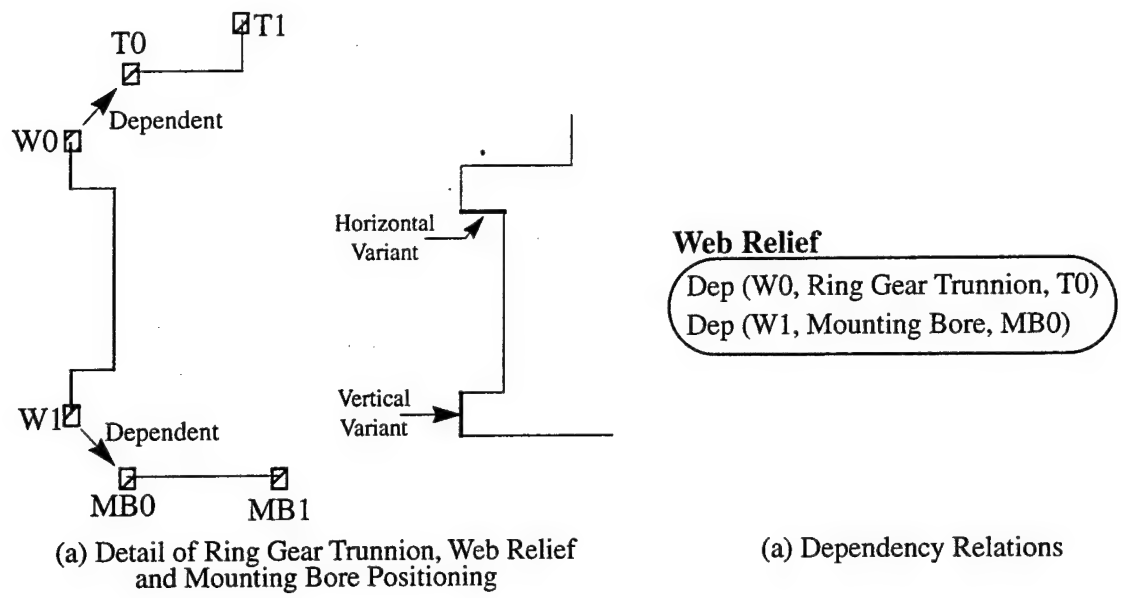 T1
T0
Dependent
W0
Horizontal
Variant
Web Relief
Dep (W0, Ring Gear Trunnion, T0)
Dep (W1, Mounting Bore, MB0)
Vertical
Variant
W1
Dependent
MB0
MB1
(a) Detail of Ring Gear Trunnion, Web Relief
and Mounting Bore Positioning
(a) Dependency Relations